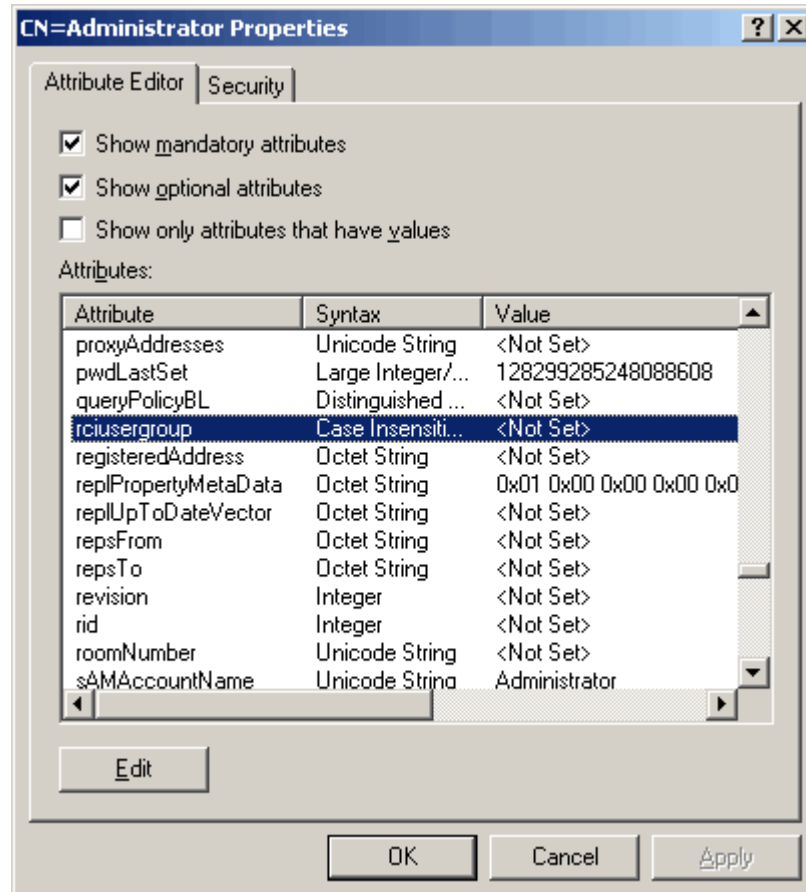 CN=Administrator Properties
Attribute Editor Security
Show mandatory attributes
Show optional attributes
Show only attributes that have values
Attributes:
Attribute Syntax Value
proxyAddresses Unicode String <Not Set>
pwdLastSet Large Integer/... 128299285248088608
queryPolicyBL Distinguished ... <Not Set>
rciusergroup Case Insensiti... <Not Set>
registeredAddress Octet String <Not Set>
replPropertyMetaData Octet String 0x01 0x00 0x00 0x00 0x0
replUpToDateVector Octet String <Not Set>
repsFrom Octet String <Not Set>
repsTo Octet String <Not Set>
revision Integer <Not Set>
rid Integer <Not Set>
roomNumber Unicode String <Not Set>
sAMAccountName Unicode String Administrator
Edit
OK Cancel Apply